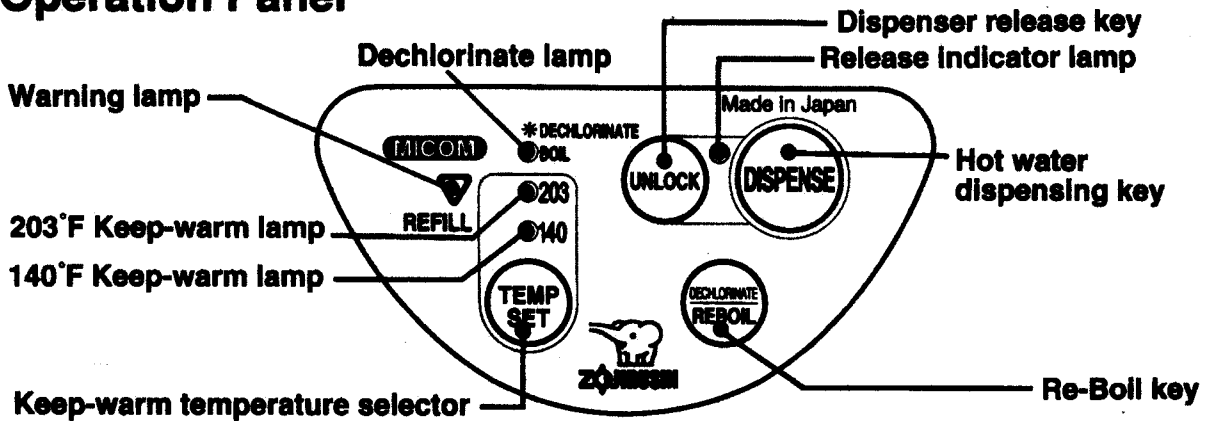 Operation Panel
Dispenser release key
Dechlorinate lamp
Release Indicator lamp
Warning lamp
Made in Japan
MICOM
* DECHLORINATE
BOIL
UNLOCK
DISPENSE
Hot water
dispensing key
203
REFILL
203°F Keep-warm lamp
140
140°F Keep-warm lamp
TEMP
SET
DECHLORINATE
REBOIL
ZOJIRUSHI
Keep-warm temperature selector
Re-Boil key